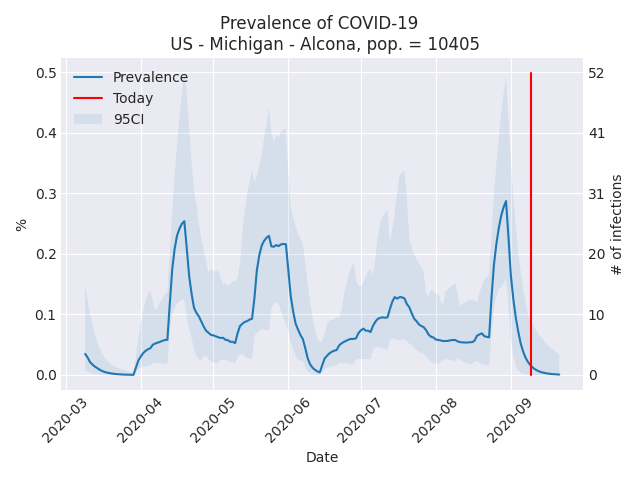 Prevalence of COVID-19
US - Michigan - Alcona, pop. = 10405
Prevalence
Today
95CI
0.5
0.4
0.3
0.2
0.1
0.0
%
52
41
31
20
10
0
# of infections
2020-03
2020-04
2020-05
2020-06
2020-07
2020-08
2020-09
Date